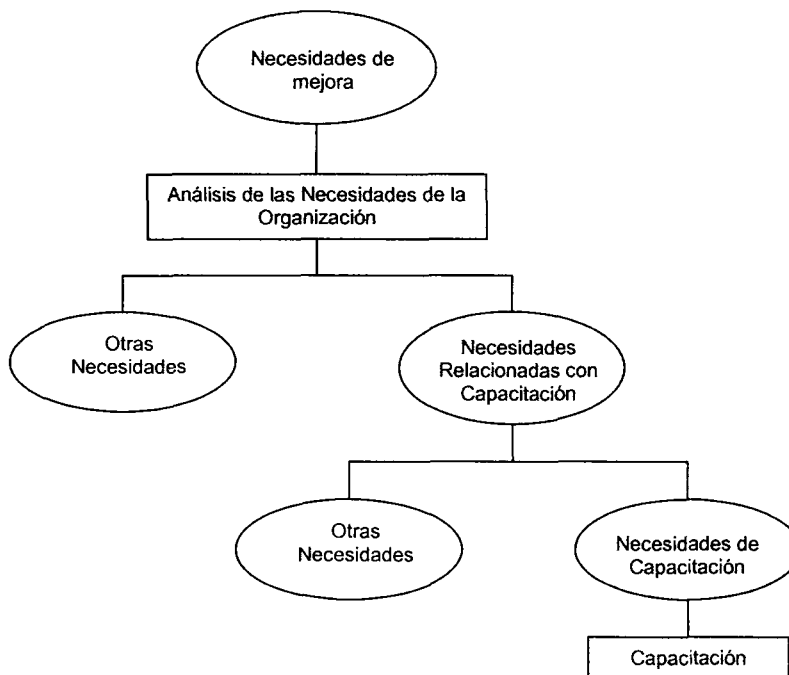 Necesidades de
mejora
Análisis de las Necesidades de la
Organización
Otras
Necesidades
Necesidades
Relacionadas con
Capacitación
Otras
Necesidades
Necesidades de
Capacitación
Capacitación